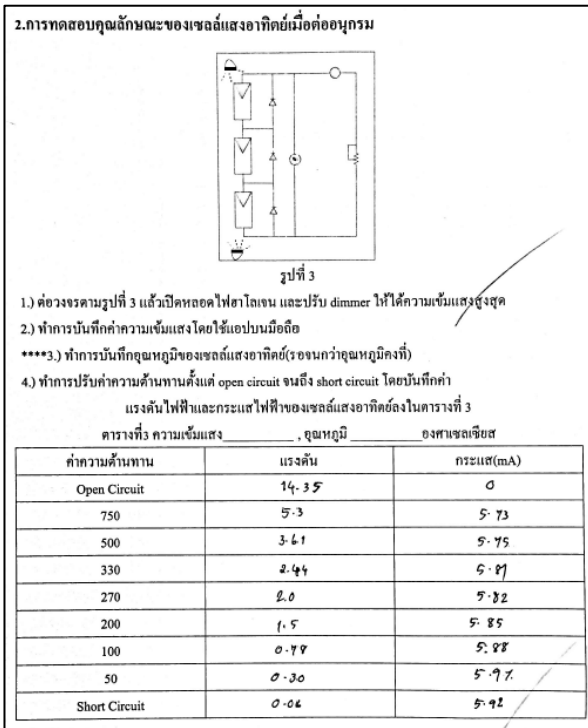 2.การทดสอบคุณลักษณะของเซลล์แสงอาทิตย์เมื่อต่ออนุกรม
รูปที่ 3
1.) ต่อวงจรตามรูปที่ 3 แล้วเปิดหลอดไฟฮาโลเจน และปรับ dimmer ให้ได้ความเข้มแสงสูงสุด
2.) ทำการบันทึกค่าความเข้มแสงโดยใช้แอปบนมือถือ
****3.) ทำการบันทึกอุณหภูมิของเซลล์แสงอาทิตย์(รอจนกว่าอุณหภูมิคงที่)
4.) ทำการปรับค่าความต้านทานตั้งแต่ open circuit จนถึง short circuit โดยบันทึกค่า
แรงดันไฟฟ้าและกระแสไฟฟ้าของเซลล์แสงอาทิตย์ลงในตารางที่ 3
ตารางที่3 ความเข้มแสง__________ , อุณหภูมิ __________องศาเซลเซียส
ค่าความต้านทาน แรงดัน กระแส(mA)
Open Circuit 14.35 0
750 5.3 5.73
500 3.61 5.75
330 2.44
270 2.0 5.82
200 1.5 5.85
100 5.88
50 0.30
Short Circuit 0.06 5.92